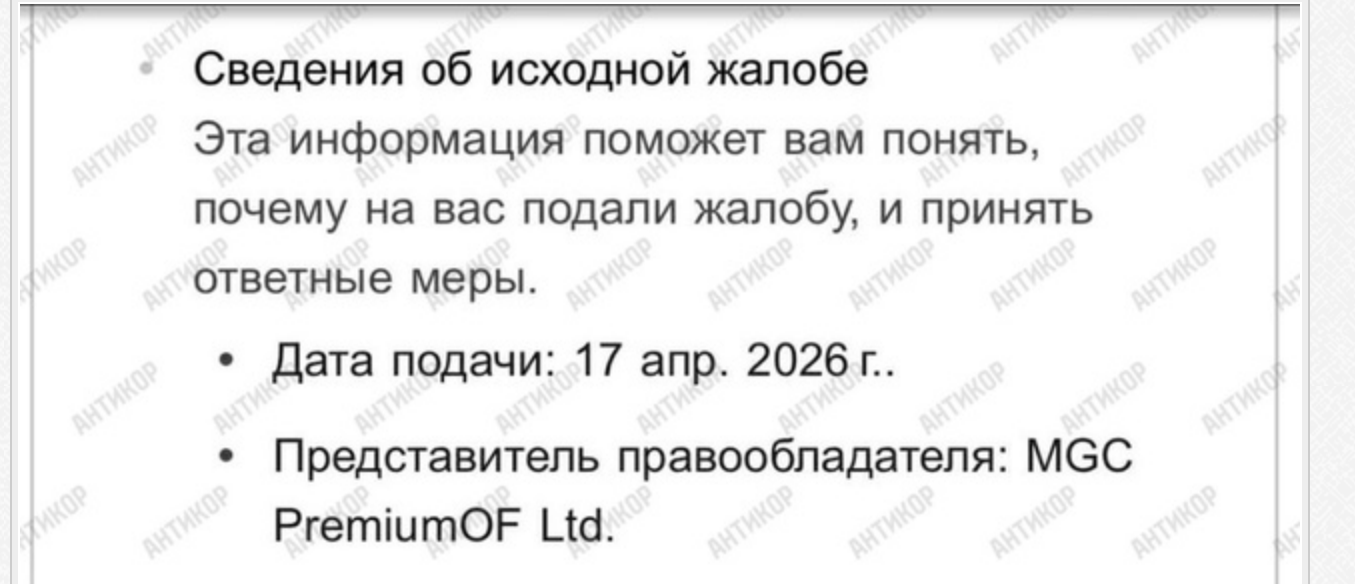 Сведения об исходной жалобе
Эта информация поможет вам понять,
почему на вас подали жалобу, и принять
ответные меры.
• Дата подачи: 17 апр. 2026 г..
• Представитель правообладателя: MGC
PremiumOF Ltd.
АНТИКОР